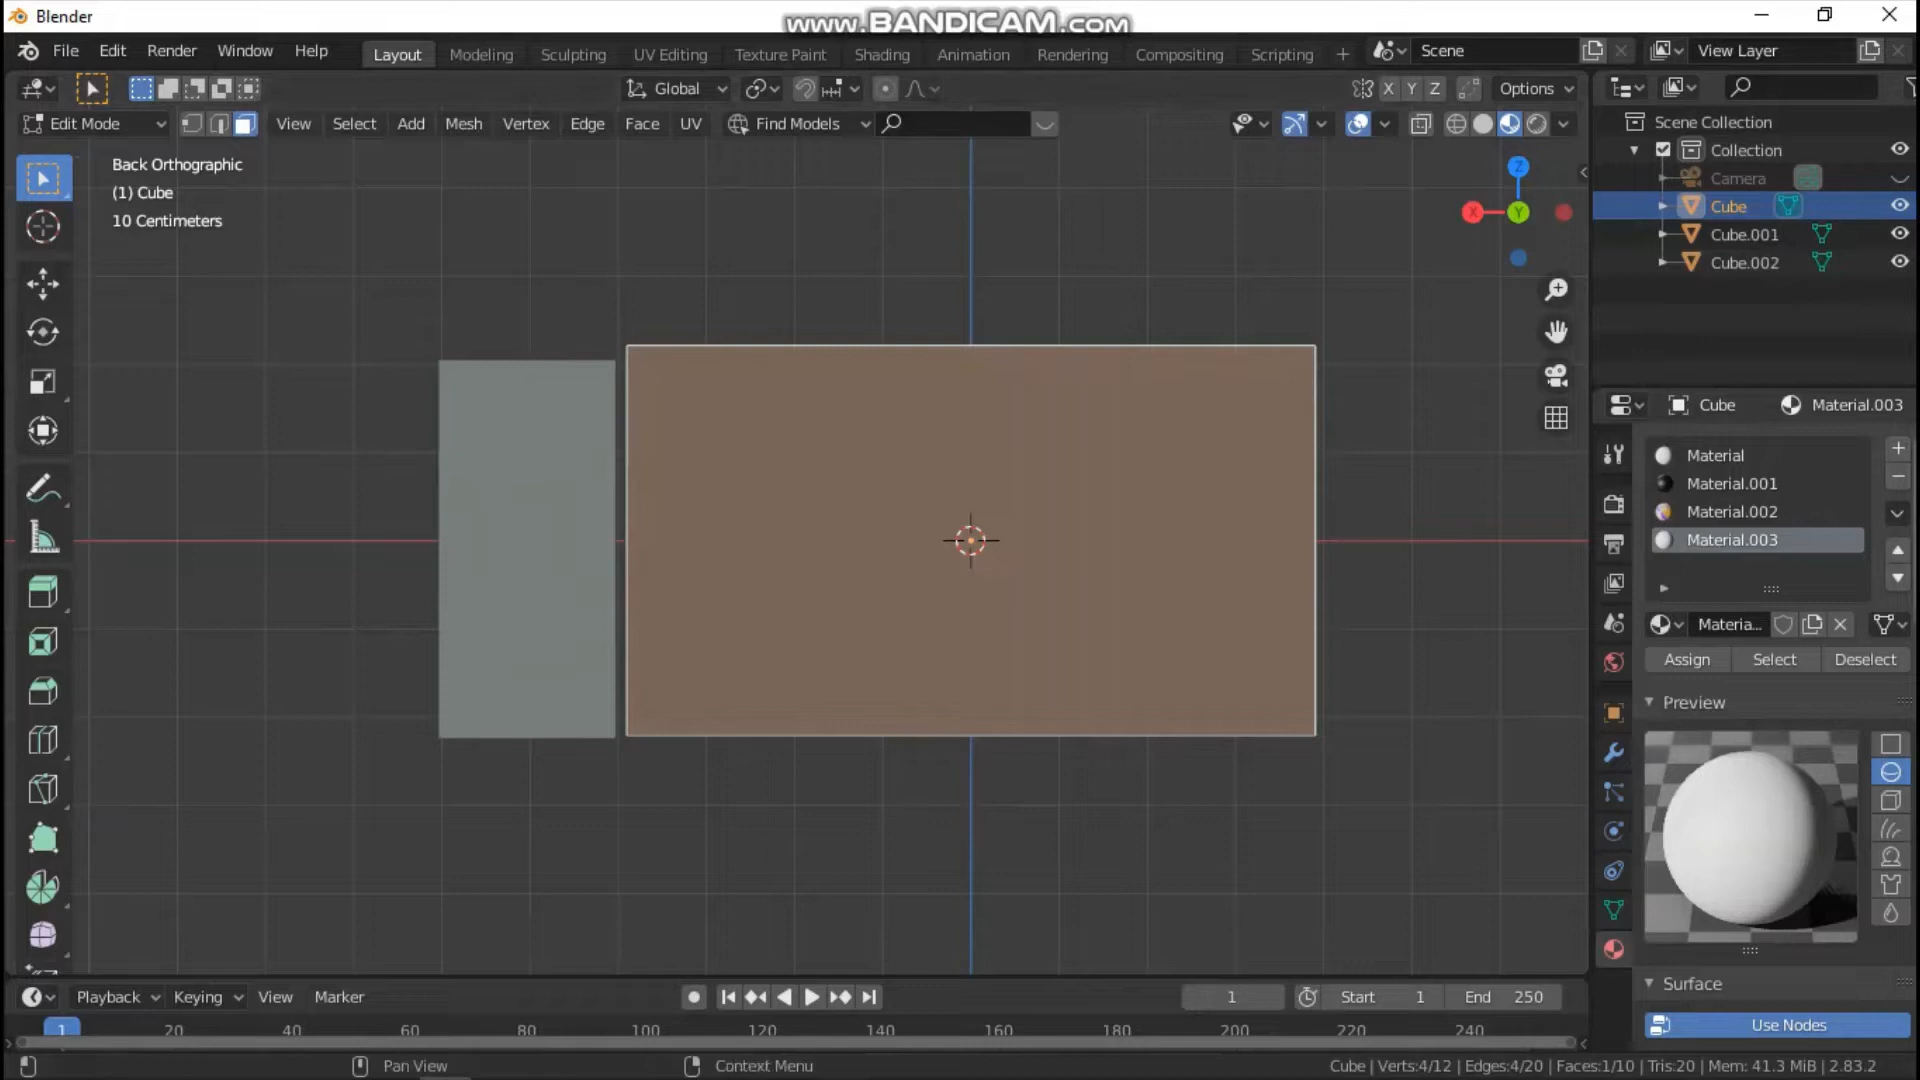 Blender
www.BANDICAM.com
File Edit Render Window Help
Layout Modeling Sculpting UV Editing Texture Paint Shading Animation Rendering Compositing Scripting +
Scene
View Layer
Global
X Y Z
Options
Edit Mode
View Select Add Mesh Vertex Edge Face UV
Find Models
Back Orthographic
(1) Cube
10 Centimeters
Z
X
Y
Scene Collection
Collection
Camera
Cube
Cube.001
Cube.002
Cube Material.003
Material
Material.001
Material.002
Material.003
Materia...
Assign Select Deselect
Preview
Surface
Use Nodes
Playback Keying View Marker
1
Start 1 End 250
1 20 40 60 80 100 120 140 160 180 200 220 240
Pan View
Context Menu
Cube | Verts:4/12 | Edges:4/20 | Faces:1/10 | Tris:20 | Mem: 41.3 MiB | 2.83.2